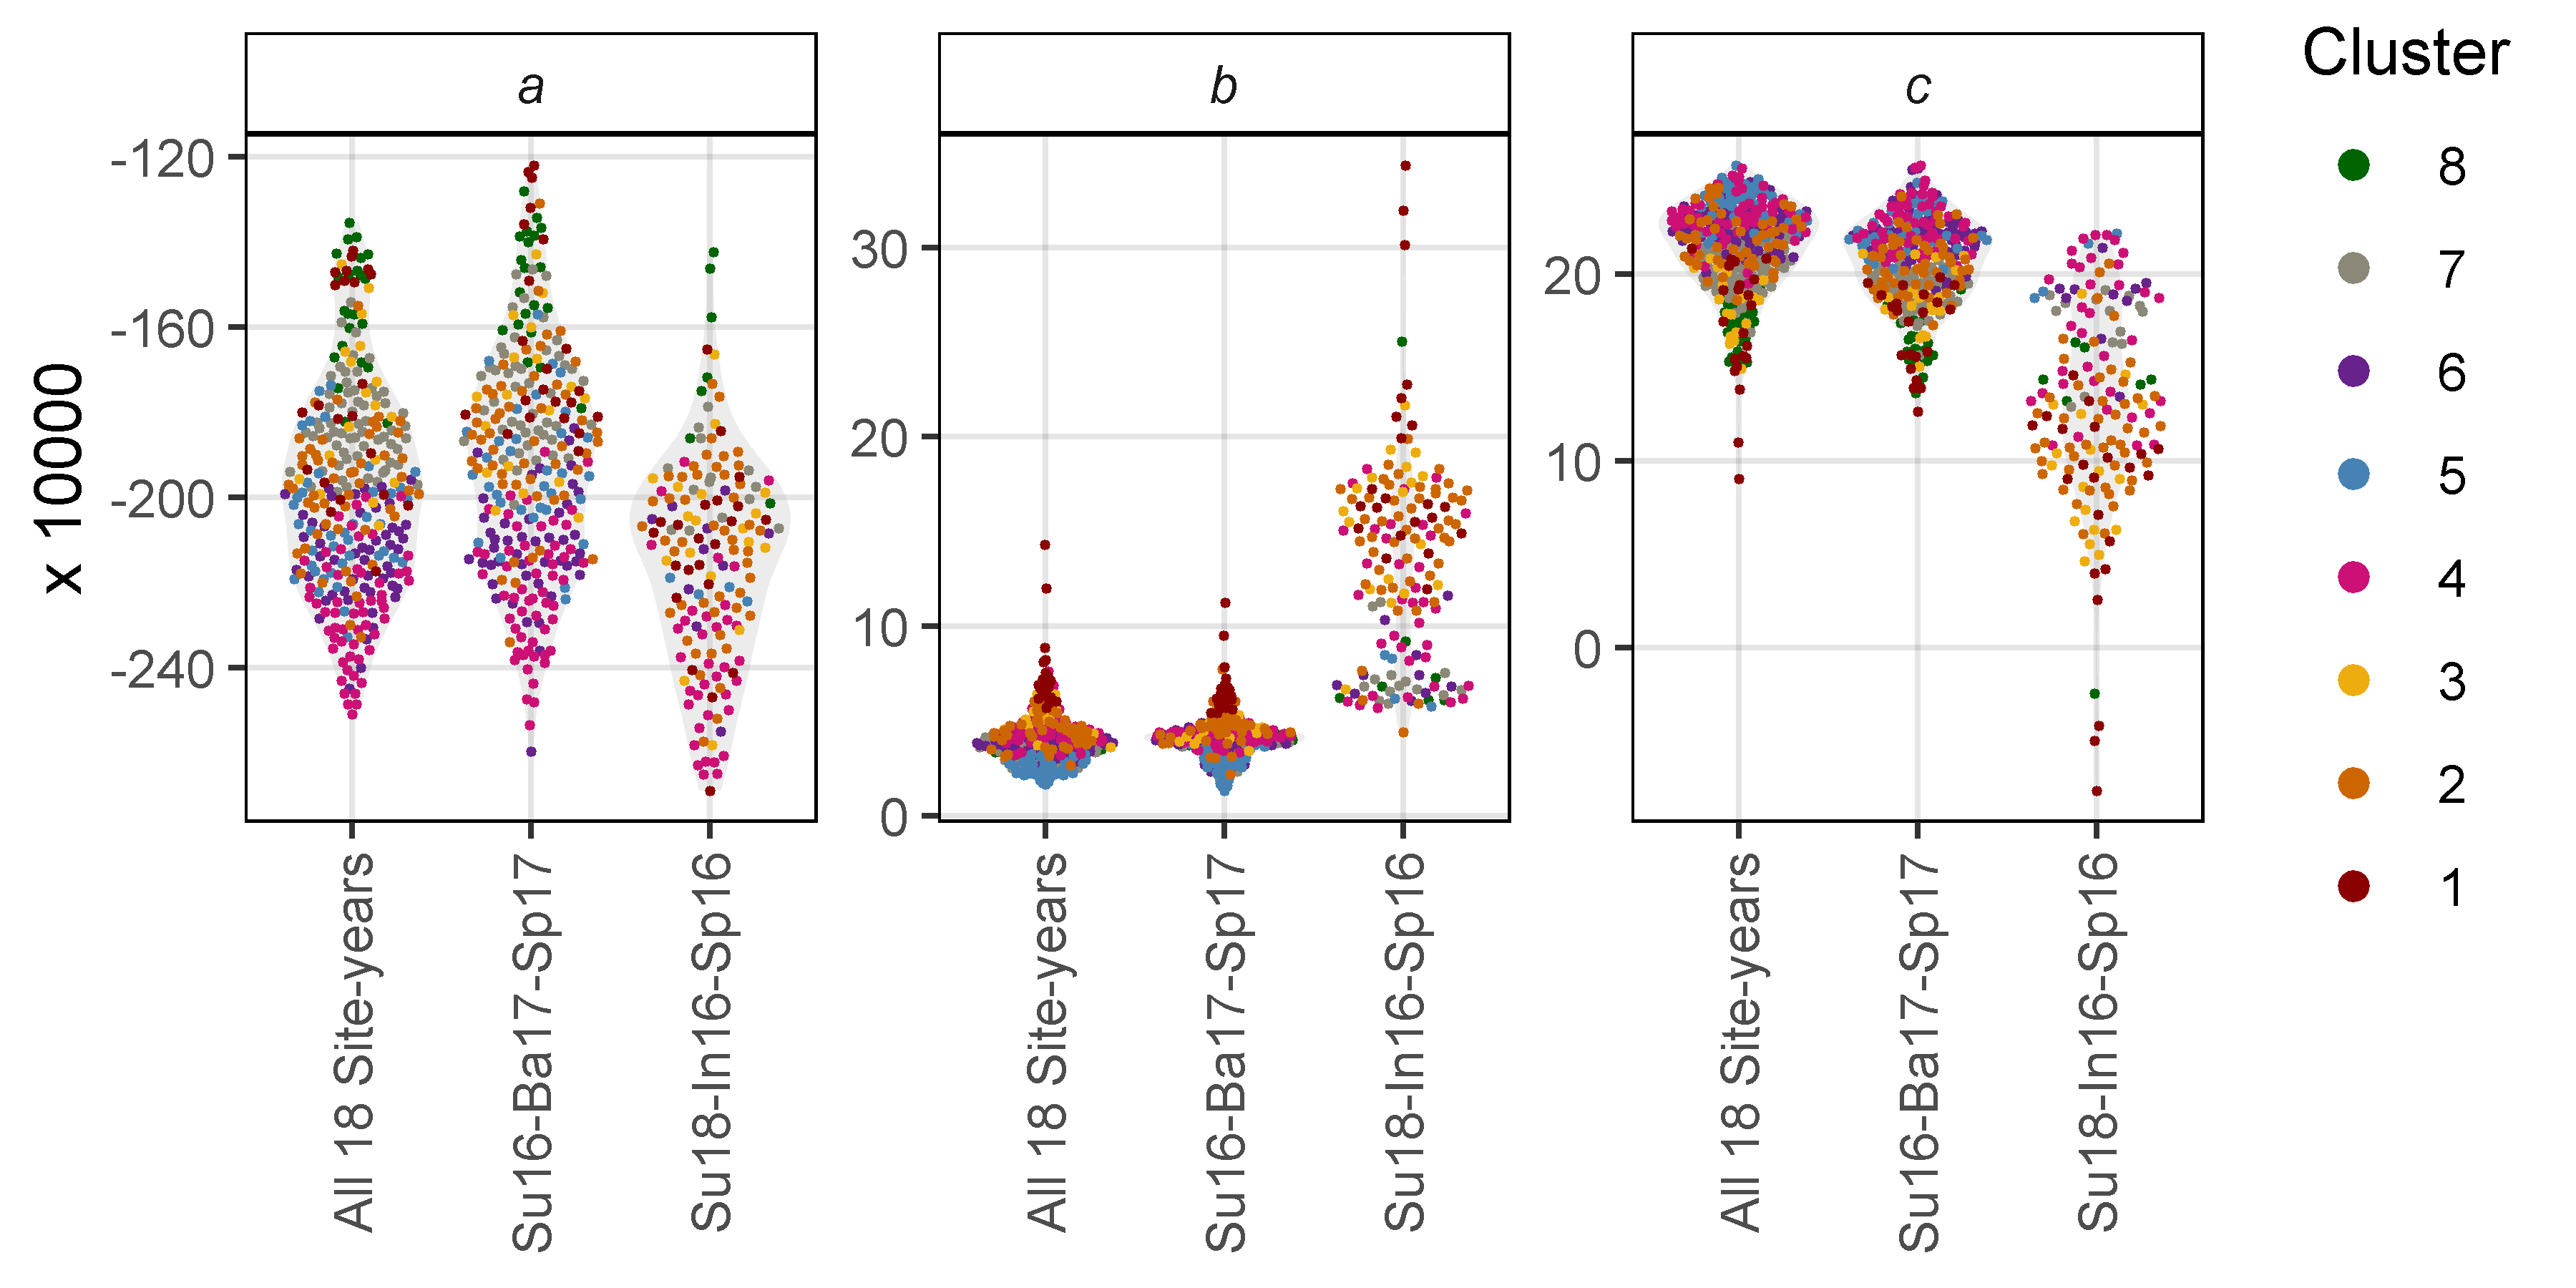 a
b
c
x 10000
-120
-160
-200
-240
30
20
10
0
20
10
0
All 18 Site-years
Su16-Ba17-Sp17
Su18-In16-Sp16
All 18 Site-years
Su16-Ba17-Sp17
Su18-In16-Sp16
All 18 Site-years
Su16-Ba17-Sp17
Su18-In16-Sp16
Cluster
8
7
6
5
4
3
2
1